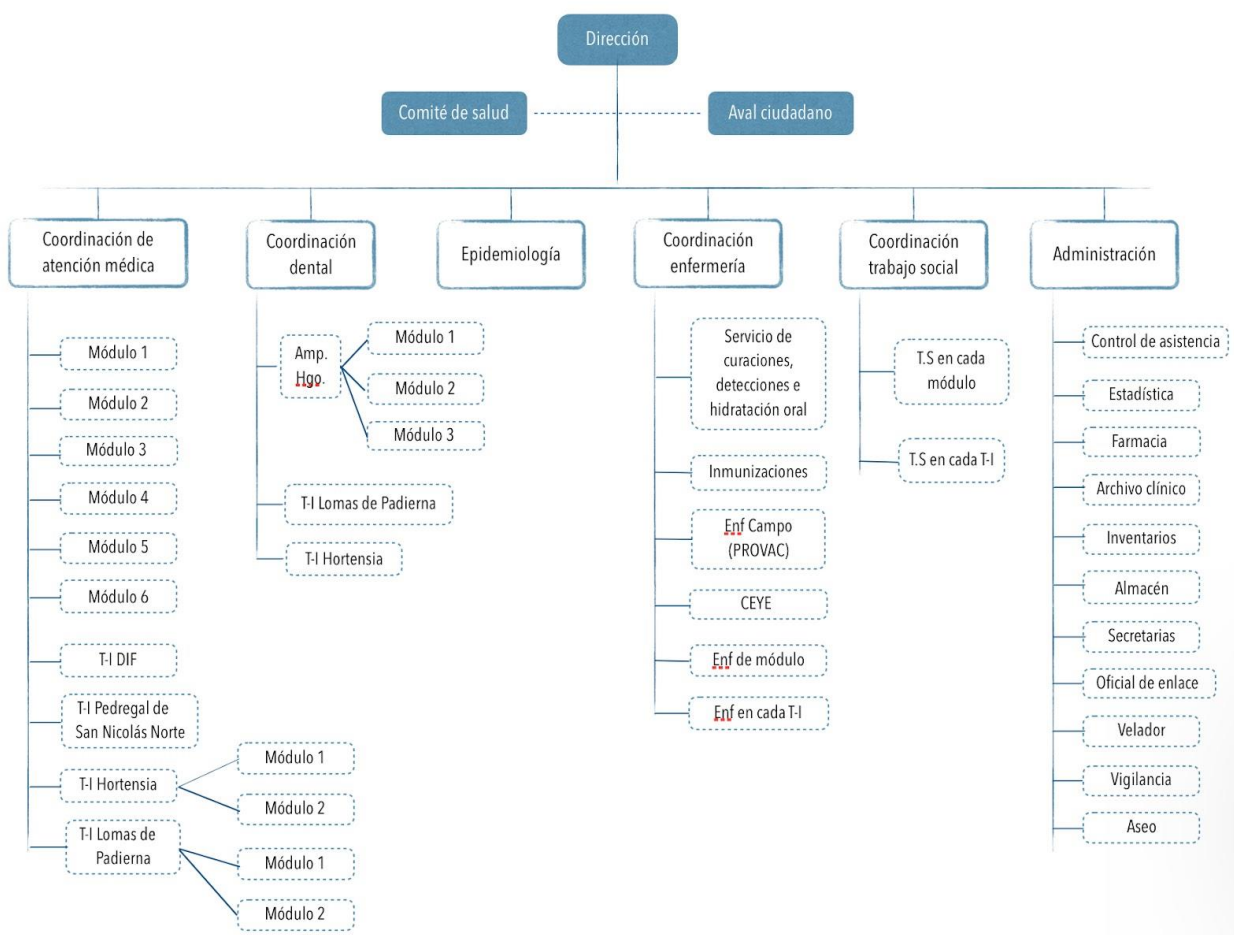 Dirección
Comité de salud
Aval ciudadano
Coordinación de
atención médica
Módulo 1
Módulo 2
Módulo 3
Módulo 4
Módulo 5
Módulo 6
T-I DIF
T-I Pedregal de
San Nicolás Norte
T-I Hortensia
Módulo 1
Módulo 2
T-I Lomas de
Padierna
Módulo 1
Módulo 2
Coordinación
dental
Amp.
Hgo.
Módulo 1
Módulo 2
Módulo 3
T-I Lomas de Padierna
T-I Hortensia
Epidemiología
Coordinación
enfermería
Servicio de
curaciones,
detecciones e
hidratación oral
Inmunizaciones
Enf Campo
(PROVAC)
CEYE
Enf de módulo
Enf en cada T-I
Coordinación
trabajo social
T.S en cada
módulo
T.S en cada T-I
Administración
Control de asistencia
Estadística
Farmacia
Archivo clínico
Inventarios
Almacén
Secretarias
Oficial de enlace
Velador
Vigilancia
Aseo